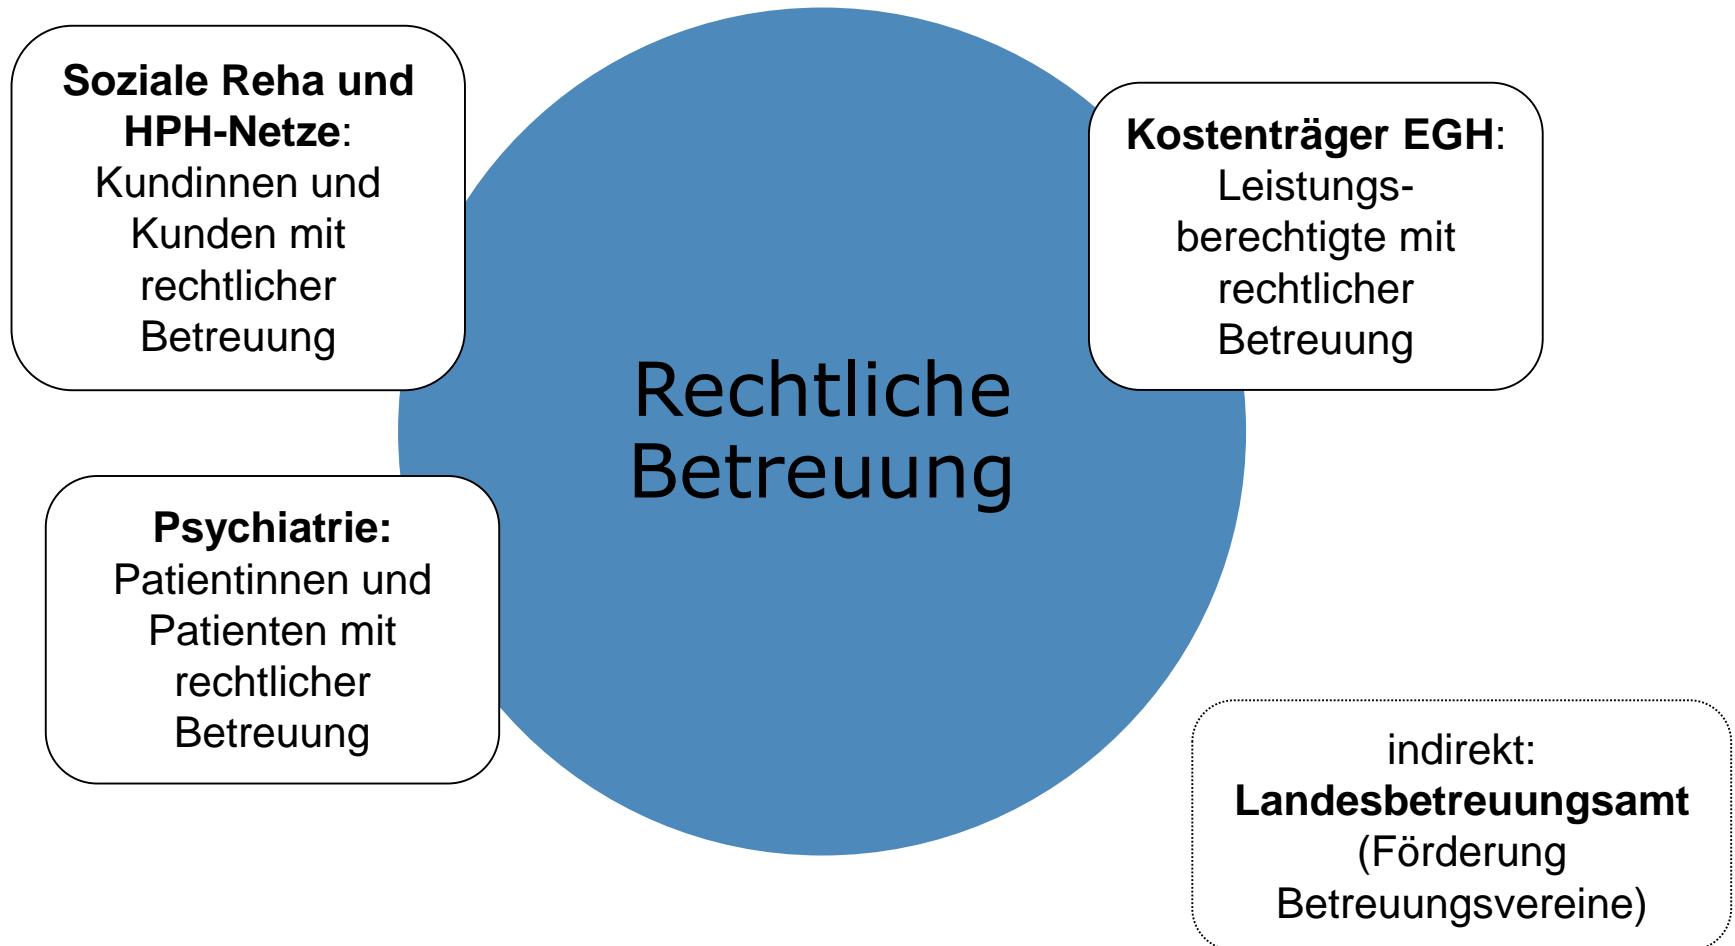 Soziale Reha und
HPH-Netze:
Kundinnen und
Kunden mit
rechtlicher
Betreuung
Kostenträger EGH:
Leistungs-
berechtigte mit
rechtlicher
Betreuung
Rechtliche
Betreuung
Psychiatrie:
Patientinnen und
Patienten mit
rechtlicher
Betreuung
indirekt:
Landesbetreuungsamt
(Förderung
Betreuungsvereine)